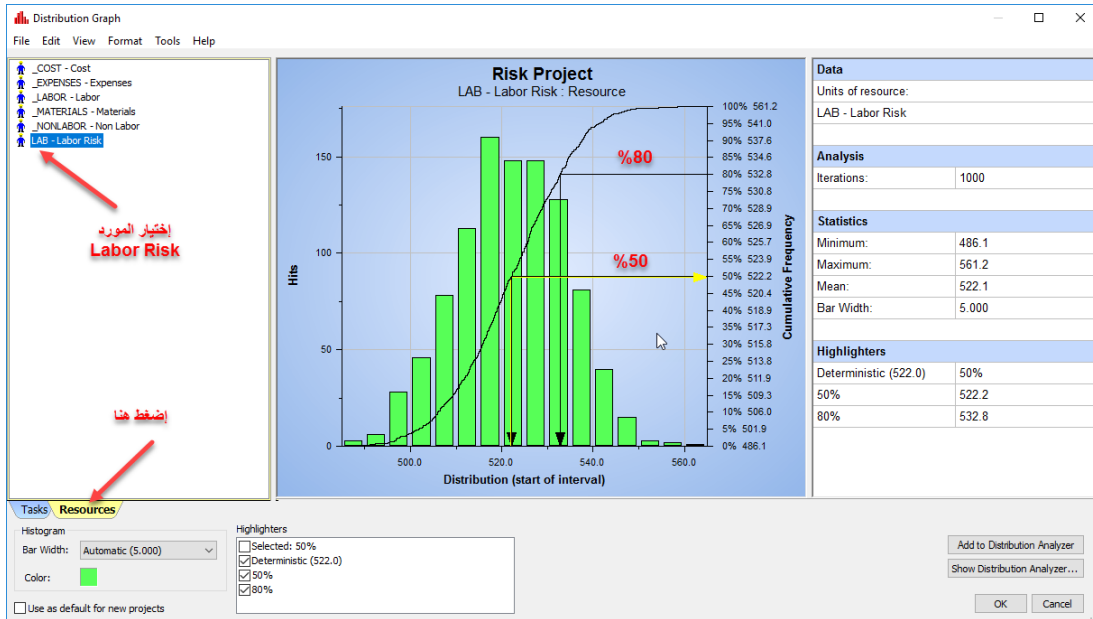 Distribution Graph
File Edit View Format Tools Help
_COST - Cost
_EXPENSES - Expenses
_LABOR - Labor
_MATERIALS - Materials
_NONLABOR - Non Labor
LAB - Labor Risk
إختيار المورد
Labor Risk
إضغط هنا
Risk Project
LAB - Labor Risk : Resource
%80
%50
Hits
150
100
50
0
500.0 520.0 540.0 560.0
Distribution (start of interval)
100% 561.2
95% 541.0
90% 537.6
85% 534.6
80% 532.8
75% 530.8
70% 528.9
65% 526.9
60% 525.7
55% 523.9
50% 522.2
45% 520.4
40% 518.9
35% 517.3
30% 515.8
25% 513.8
20% 511.9
15% 509.3
10% 506.0
5% 501.9
0% 486.1
Cumulative Frequency
Data
Units of resource:
LAB - Labor Risk
Analysis
Iterations: 1000
Statistics
Minimum: 486.1
Maximum: 561.2
Mean: 522.1
Bar Width: 5.000
Highlighters
Deterministic (522.0) 50%
50% 522.2
80% 532.8
Tasks Resources
Histogram
Bar Width: Automatic (5.000)
Color:
Use as default for new projects
Highlighters
Selected: 50%
Deterministic (522.0)
50%
80%
Add to Distribution Analyzer
Show Distribution Analyzer...
OK Cancel